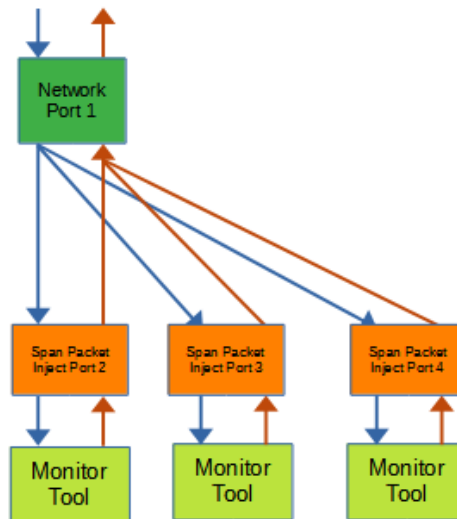 Network
Port 1
Span Packet
Inject Port 2
Span Packet
Inject Port 3
Span Packet
Inject Port 4
Monitor
Tool
Monitor
Tool
Monitor
Tool